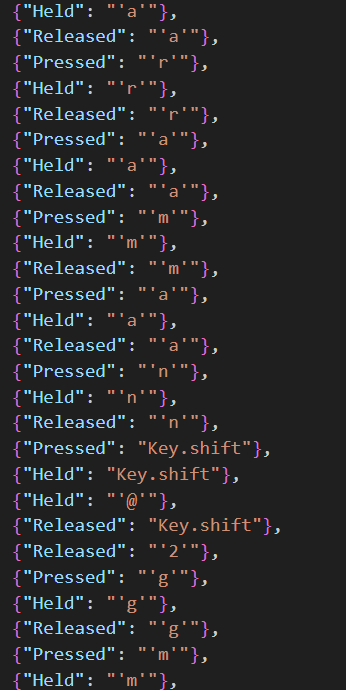 {"Held": "'a'"},
{"Released": "'a'"},
{"Pressed": "'r'"},
{"Held": "'r'"},
{"Released": "'r'"},
{"Pressed": "'a'"},
{"Held": "'a'"},
{"Released": "'a'"},
{"Pressed": "'m'"},
{"Held": "'m'"},
{"Released": "'m'"},
{"Pressed": "'a'"},
{"Held": "'a'"},
{"Released": "'a'"},
{"Pressed": "'n'"},
{"Held": "'n'"},
{"Released": "'n'"},
{"Pressed": "Key.shift"},
{"Held": "Key.shift"},
{"Held": "'@'"},
{"Released": "Key.shift"},
{"Released": "'2'"},
{"Pressed": "'g'"},
{"Held": "'g'"},
{"Released": "'g'"},
{"Pressed": "'m'"},
{"Held": "'m'"},